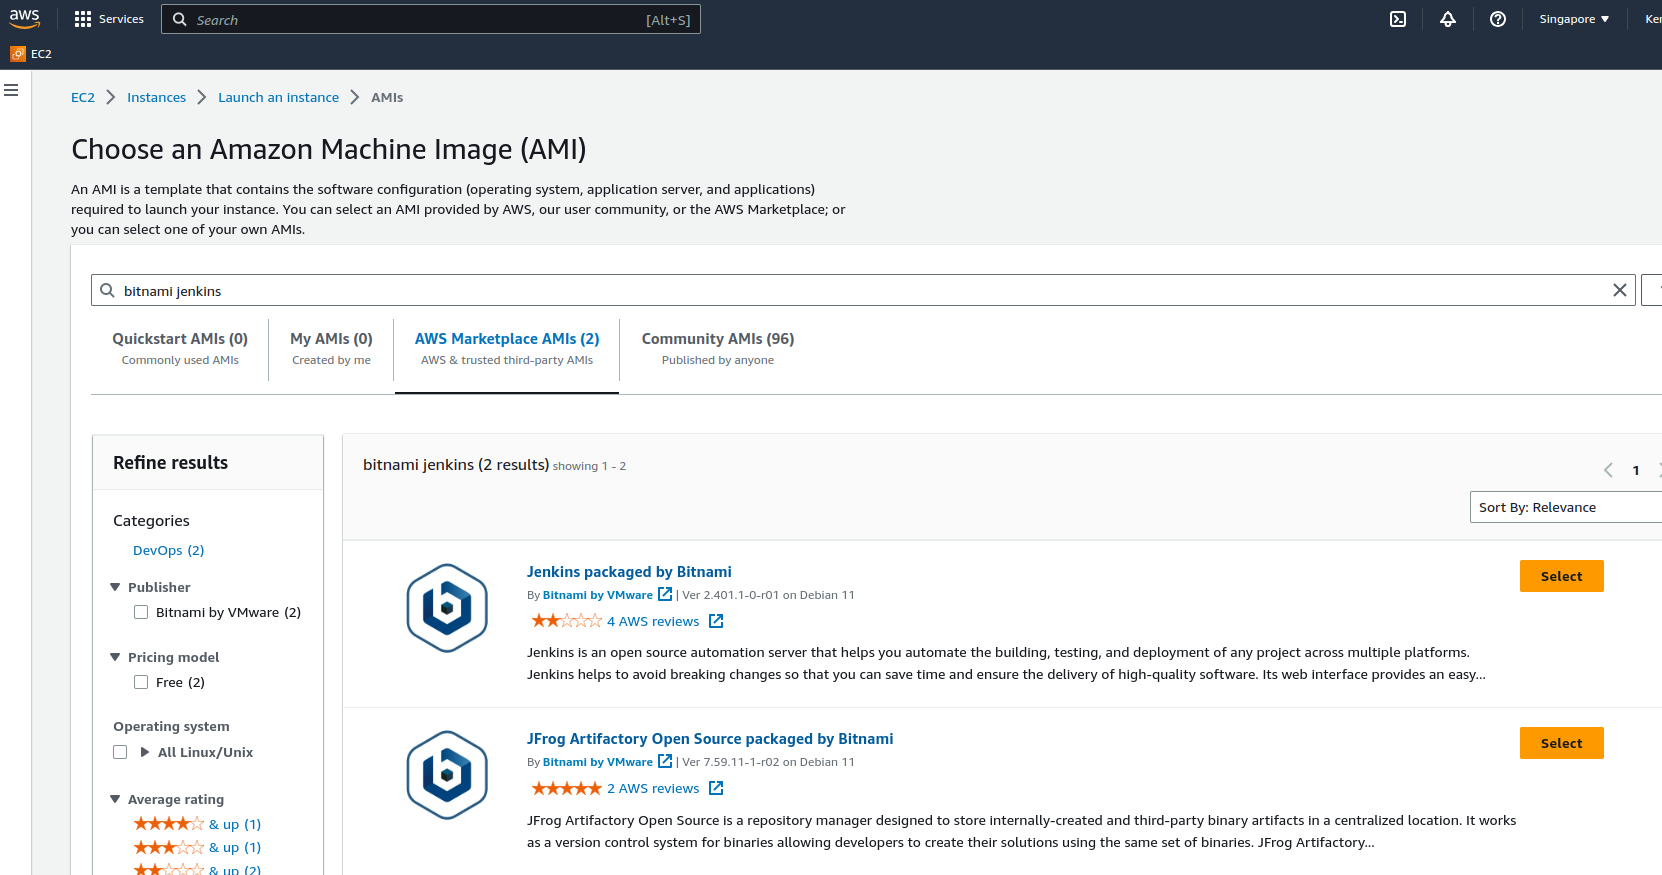 aws
Services
Search
[Alt+S]
Singapore
EC2
EC2 Instances Launch an instance AMIs
Choose an Amazon Machine Image (AMI)
An AMI is a template that contains the software configuration (operating system, application server, and applications)
required to launch your instance. You can select an AMI provided by AWS, our user community, or the AWS Marketplace; or
you can select one of your own AMIs.
bitnami jenkins
Quickstart AMIs (0)
Commonly used AMIs
My AMIs (0)
Created by me
AWS Marketplace AMIs (2)
AWS & trusted third-party AMIs
Community AMIs (96)
Published by anyone
Refine results
Categories
DevOps (2)
Publisher
Bitnami by VMware (2)
Pricing model
Free (2)
Operating system
All Linux/Unix
Average rating
& up (1)
& up (1)
& up (2)
bitnami jenkins (2 results) showing 1 - 2
1
Sort By: Relevance
Jenkins packaged by Bitnami
By Bitnami by VMware | Ver 2.401.1-0-r01 on Debian 11
4 AWS reviews
Jenkins is an open source automation server that helps you automate the building, testing, and deployment of any project across multiple platforms.
Jenkins helps to avoid breaking changes so that you can save time and ensure the delivery of high-quality software. Its web interface provides an easy...
Select
JFrog Artifactory Open Source packaged by Bitnami
By Bitnami by VMware | Ver 7.59.11-1-r02 on Debian 11
2 AWS reviews
JFrog Artifactory Open Source is a repository manager designed to store internally-created and third-party binary artifacts in a centralized location. It works
as a version control system for binaries allowing developers to create their solutions using the same set of binaries. JFrog Artifactory...
Select